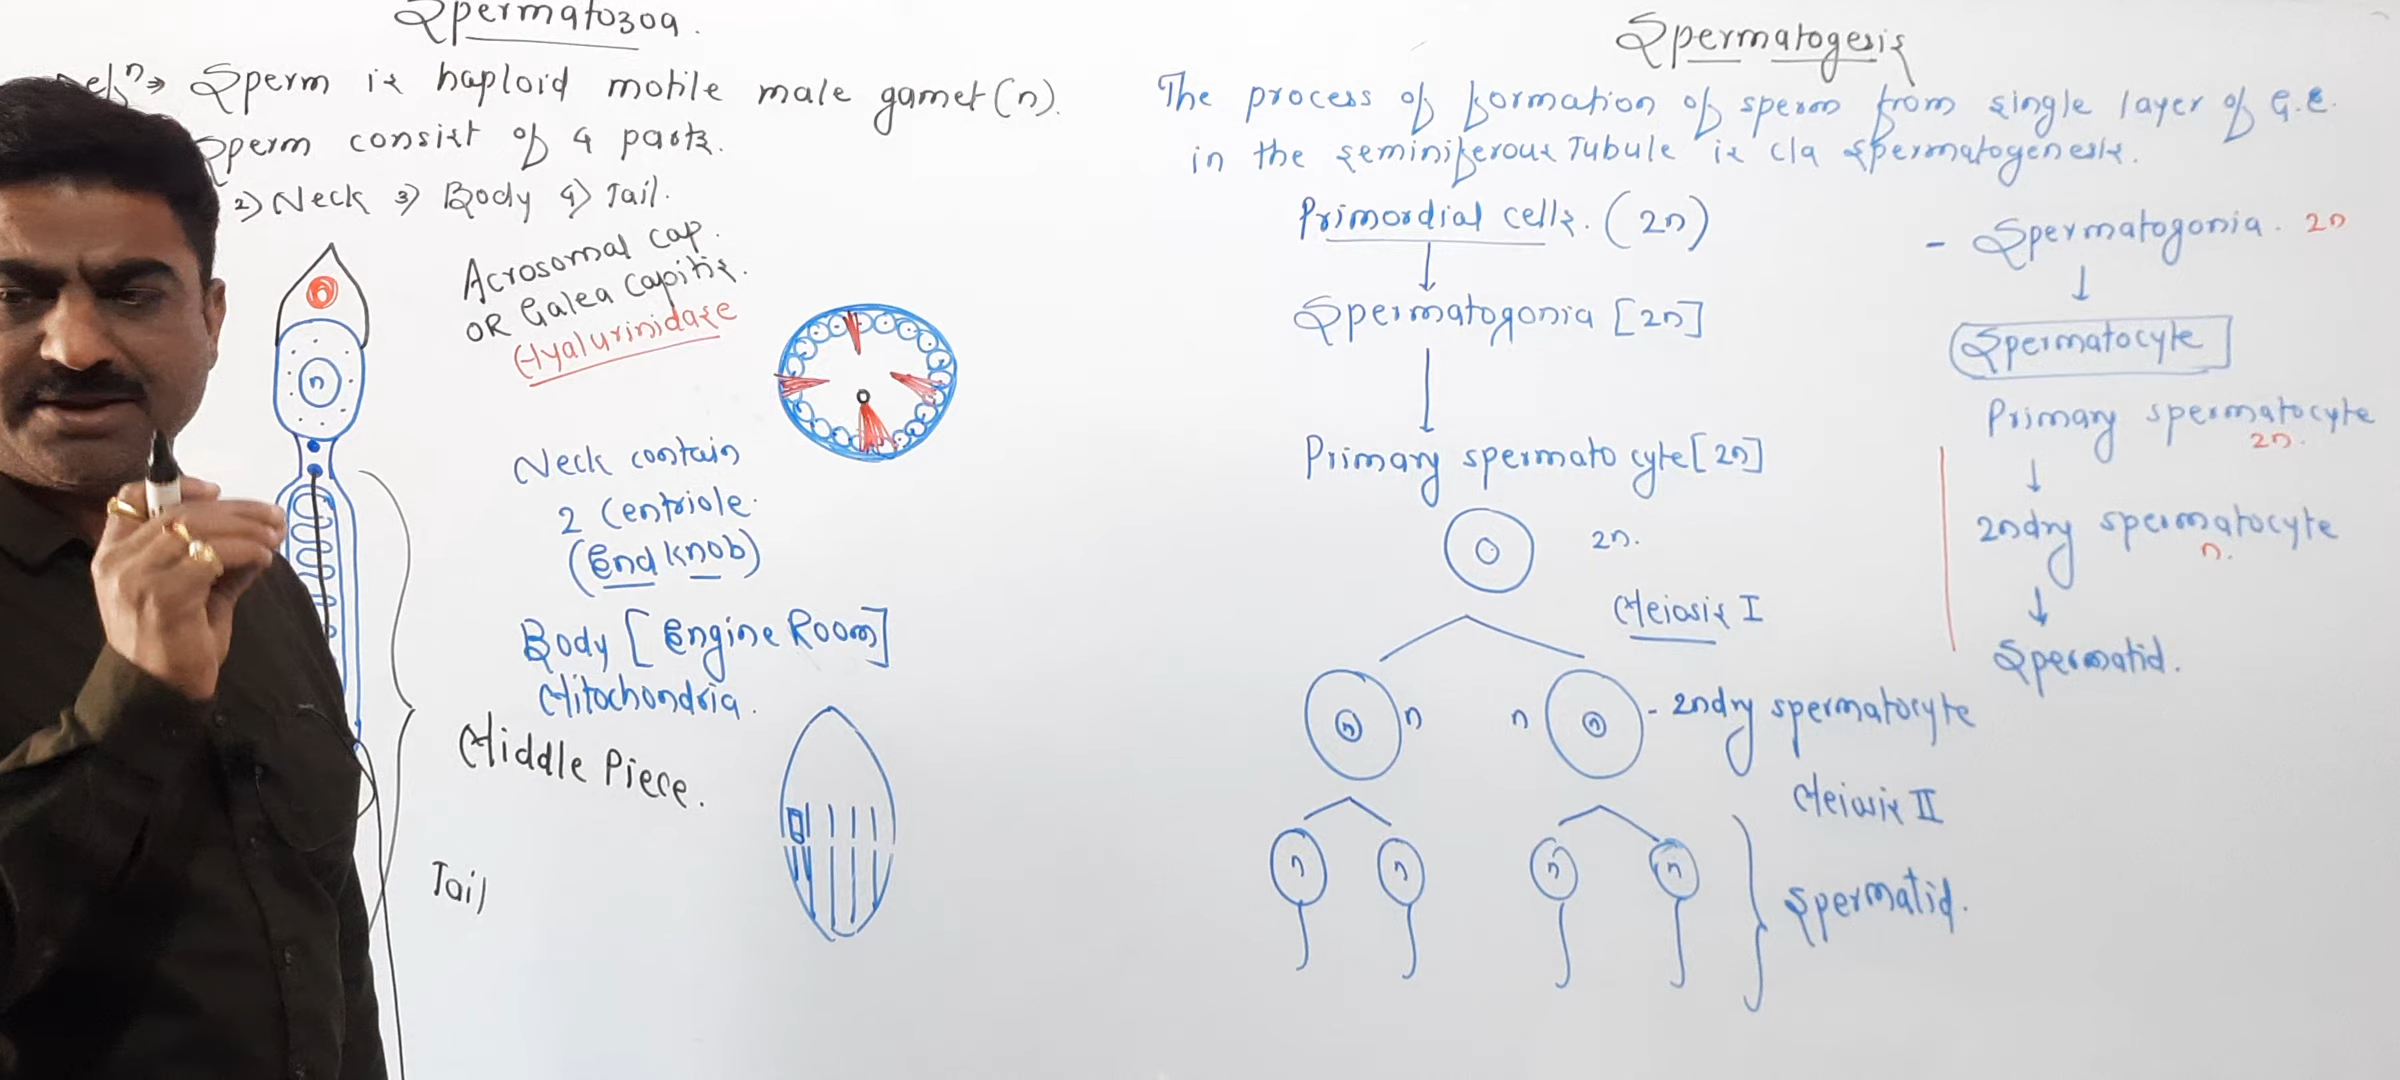 Spermatozoa.
Sperm is haploid motile male gamet (n).
Sperm consist of 4 parts.
2) Neck 3) Body 4) Tail.
Acrosomal cap.
OR Galea capitis.
Hyalurinidase
n
Neck contain
2 Centriole.
(End knob)
Body [Engine Room]
Mitochondria.
Middle Piece.
Tail
Spermatogesis
The process of formation of sperm from single layer of G.E.
in the seminiferous Tubule is c/a spermatogenesis.
Primordial cells. (2n)
Spermatogonia [2n]
Primary spermatocyte [2n]
2n.
Meiosis I
n n n n - 2ndry spermatocyte
Meiosis II
n n n n
Spermatid.
- Spermatogonia. 2n
Spermatocyte
Primary spermatocyte
2n.
2ndry spermatocyte
n.
Spermatid.